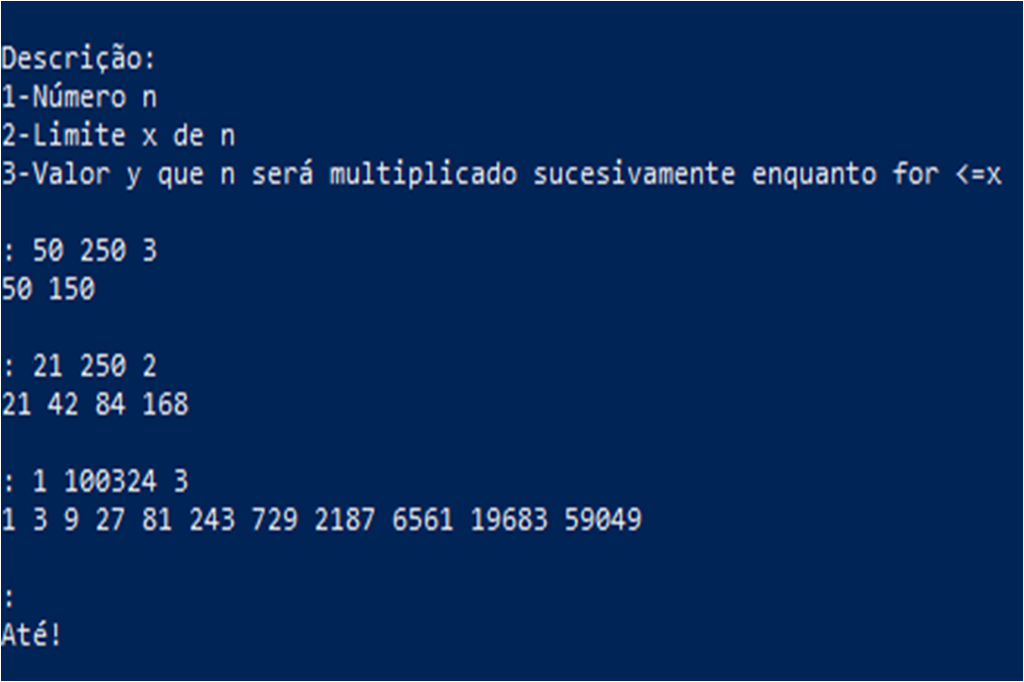 Descrição:
1-Número n
2-Limite x de n
3-Valor y que n será multiplicado sucesivamente enquanto for <=x
: 50 250 3
50 150
: 21 250 2
21 42 84 168
: 1 100324 3
1 3 9 27 81 243 729 2187 6561 19683 59049
:
Até!